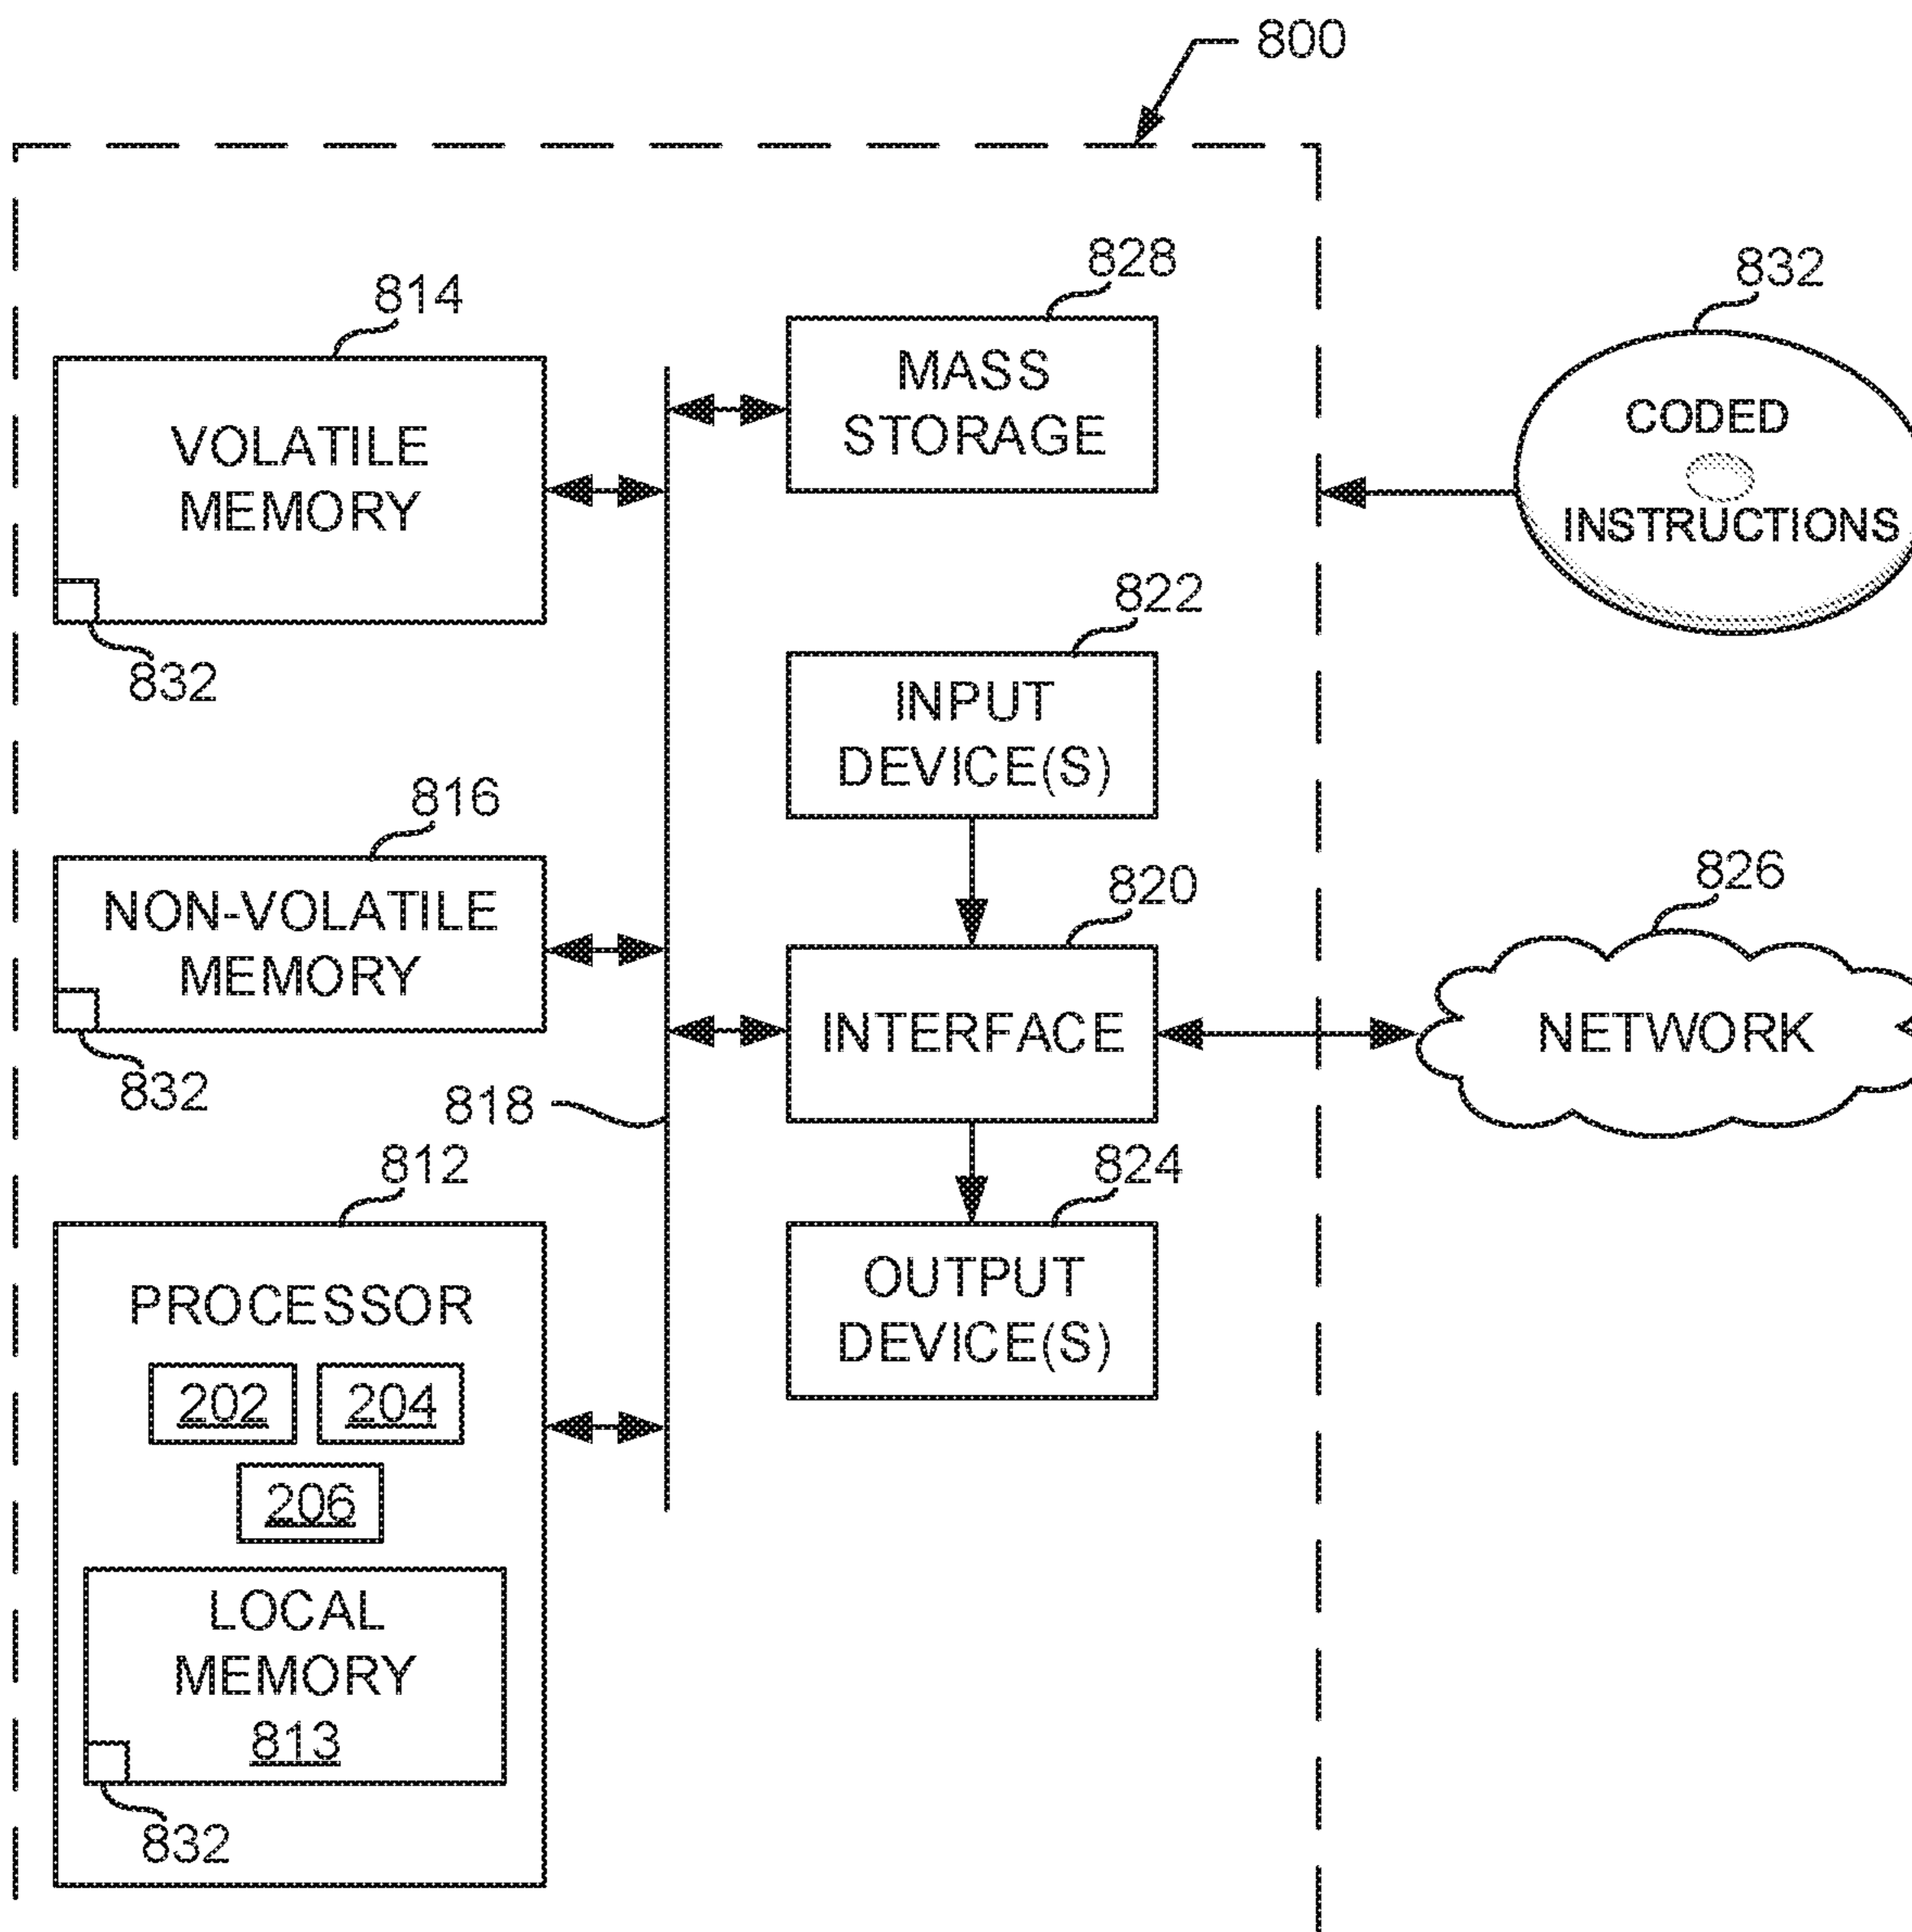 800
828
832
814
MASS
STORAGE
VOLATILE
MEMORY
CODED
INSTRUCTIONS
832
822
INPUT
DEVICE(S)
816
NON-VOLATILE
MEMORY
832
820
INTERFACE
826
NETWORK
818
812
PROCESSOR
202 204
206
LOCAL
MEMORY
813
832
824
OUTPUT
DEVICE(S)